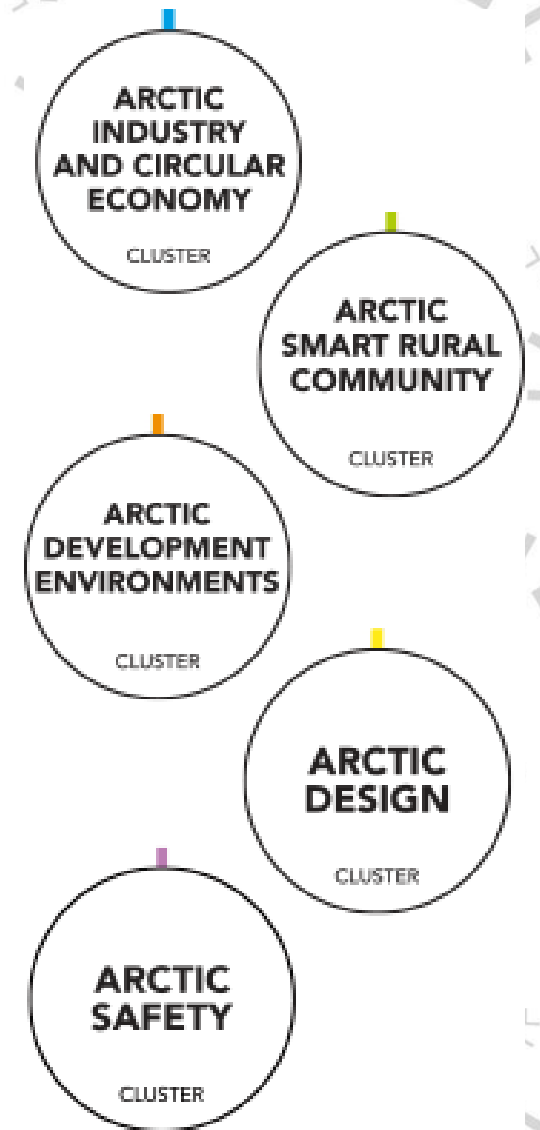 ARCTIC
INDUSTRY
AND CIRCULAR
ECONOMY
CLUSTER
ARCTIC
SMART RURAL
COMMUNITY
CLUSTER
ARCTIC
DEVELOPMENT
ENVIRONMENTS
CLUSTER
ARCTIC
DESIGN
CLUSTER
ARCTIC
SAFETY
CLUSTER